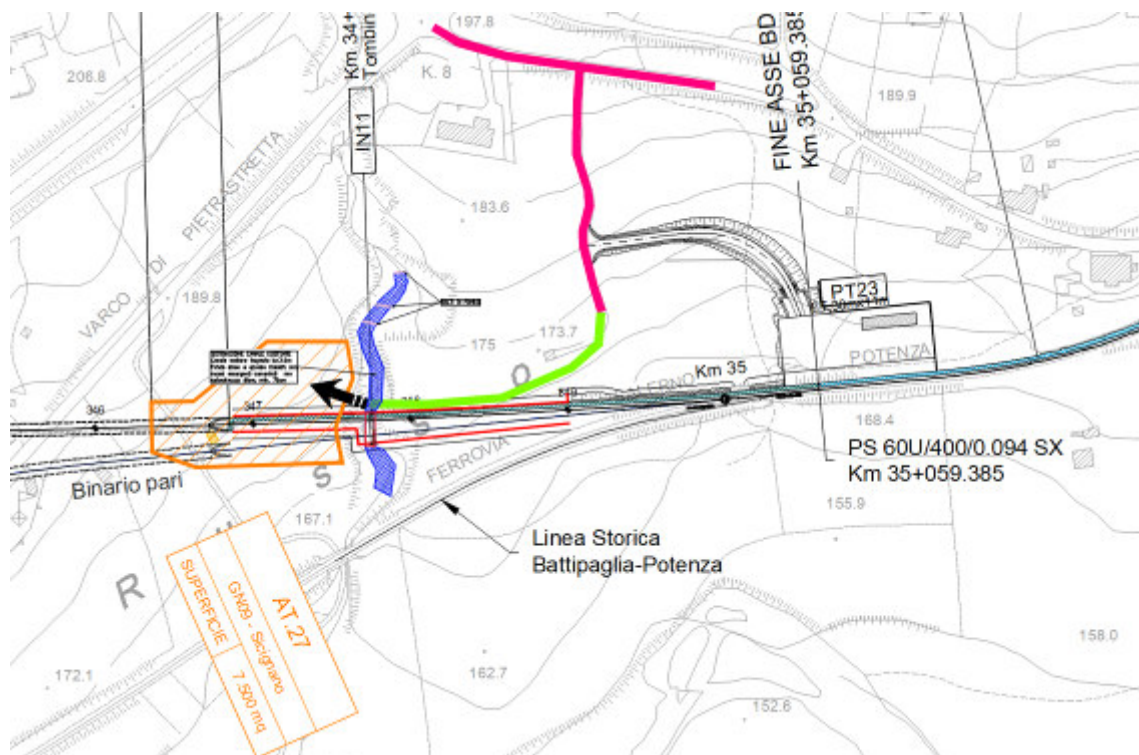 197.8
206.8
K. 8
189.9
Km 34+
Tombin
IN11
FINE ASSE BD
Km 35+059.385
PIETRASTRETTA
VARCO DI
183.6
189.8
175
173.7
PT23
POTENZA
Km 35
346
347
168.4
FERROVIA
PS 60U/400/0.094 SX
Km 35+059.385
Binario pari
S
S
O
R
167.1
155.9
Linea Storica
Battipaglia-Potenza
AT.27
GN09 - Sicignano
SUPERFICIE
7.500 mq
172.1
162.7
158.0
152.6